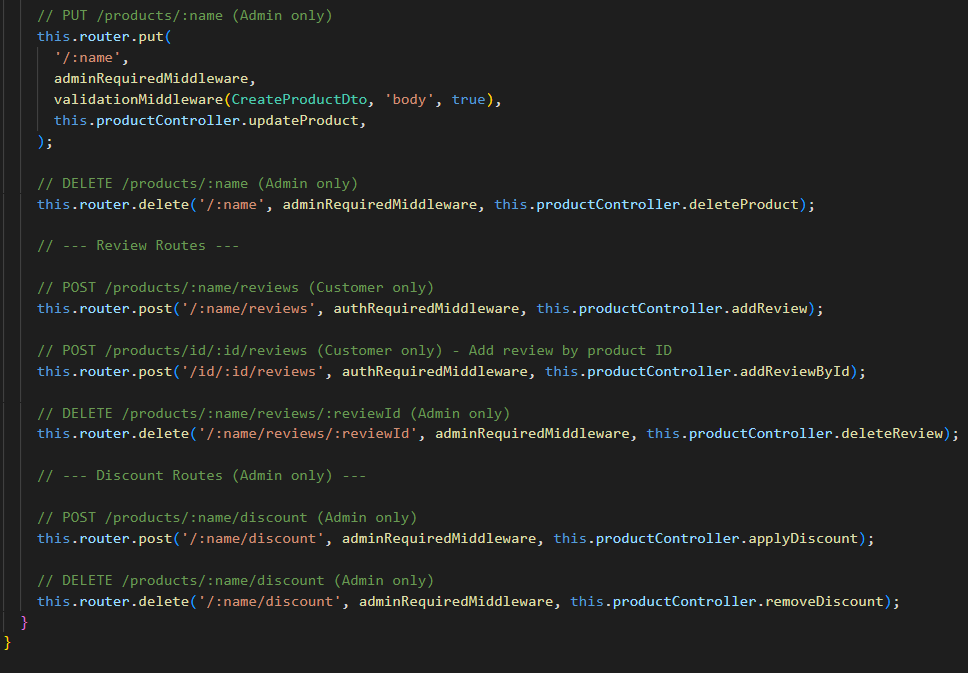 // PUT /products/:name (Admin only)
this.router.put(
'/:name',
adminRequiredMiddleware,
validationMiddleware(CreateProductDto, 'body', true),
this.productController.updateProduct,
);
// DELETE /products/:name (Admin only)
this.router.delete('/:name', adminRequiredMiddleware, this.productController.deleteProduct);
// --- Review Routes ---
// POST /products/:name/reviews (Customer only)
this.router.post('/:name/reviews', authRequiredMiddleware, this.productController.addReview);
// POST /products/id/:id/reviews (Customer only) - Add review by product ID
this.router.post('/id/:id/reviews', authRequiredMiddleware, this.productController.addReviewById);
// DELETE /products/:name/reviews/:reviewId (Admin only)
this.router.delete('/:name/reviews/:reviewId', adminRequiredMiddleware, this.productController.deleteReview);
// --- Discount Routes (Admin only) ---
// POST /products/:name/discount (Admin only)
this.router.post('/:name/discount', adminRequiredMiddleware, this.productController.applyDiscount);
// DELETE /products/:name/discount (Admin only)
this.router.delete('/:name/discount', adminRequiredMiddleware, this.productController.removeDiscount);
}
}